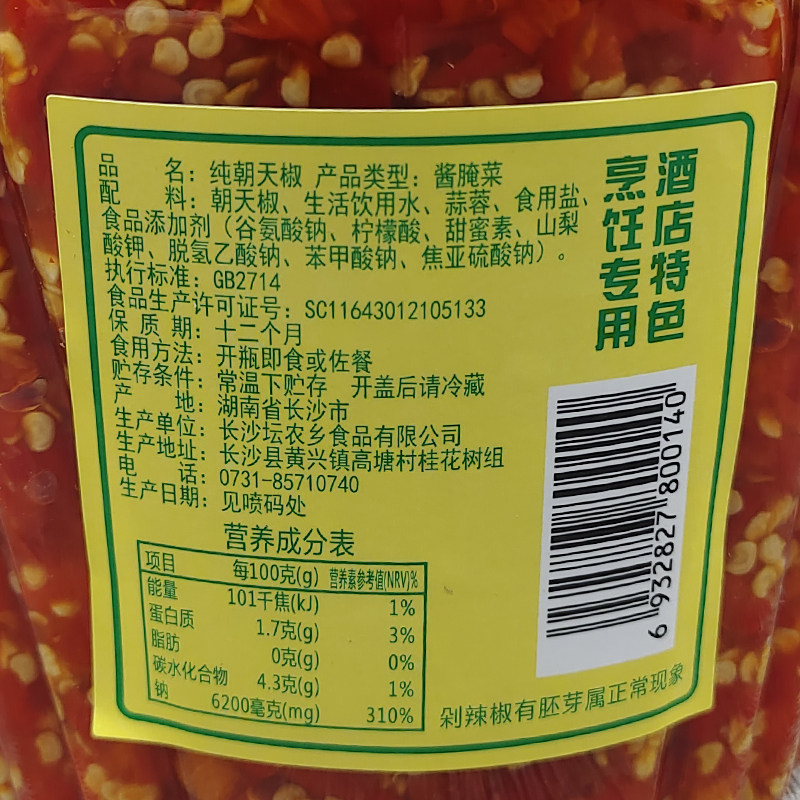 品 名：纯朝天椒 产品类型：酱腌菜
配 料：朝天椒、生活饮用水、蒜蓉、食用盐、
食品添加剂（谷氨酸钠、柠檬酸、甜蜜素、山梨
酸钾、脱氢乙酸钠、苯甲酸钠、焦亚硫酸钠）。
执行标准：GB2714
食品生产许可证号：SC11643012105133
保 质 期：十二个月
食用方法：开瓶即食或佐餐
贮存条件：常温下贮存 开盖后请冷藏
产 地：湖南省长沙市
生产单位：长沙坛农乡食品有限公司
生产地址：长沙县黄兴镇高塘村桂花树组
电 话：0731-85710740
生产日期：见喷码处
酒店特色
烹饪专用
营养成分表
项目 每100克(g) 营养素参考值(NRV)%
能量 101千焦(kJ) 1%
蛋白质 1.7克(g) 3%
脂肪 0克(g) 0%
碳水化合物 4.3克(g) 1%
钠 6200毫克(mg) 310%
6 932827 800140
剁辣椒有胚芽属正常现象